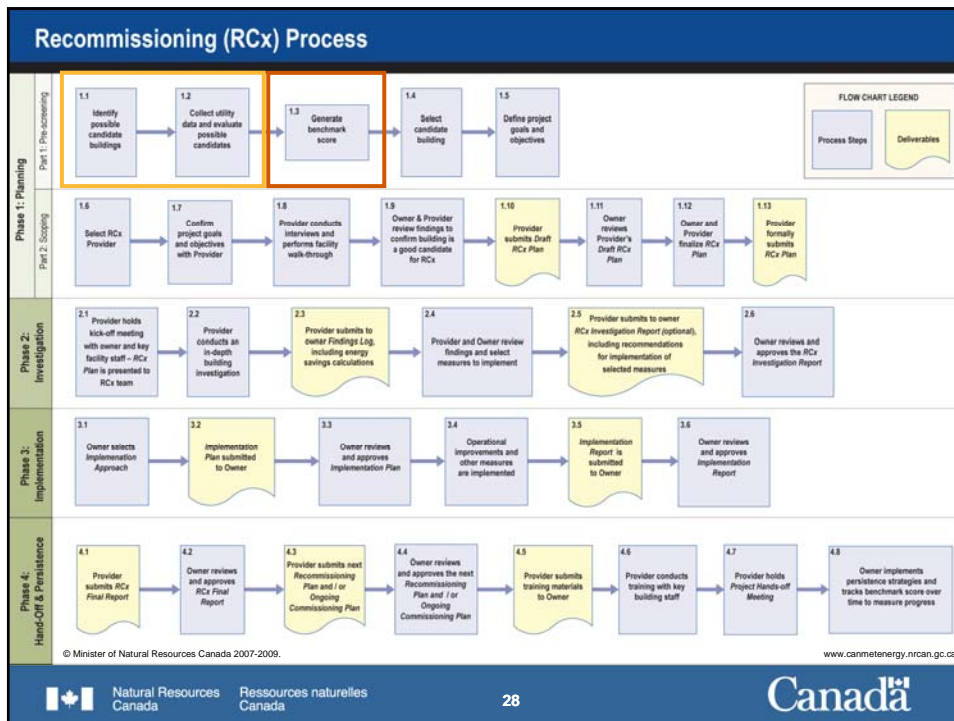 Recommissioning (RCx) Process
Phase 1: Planning
Part 1: Pre-screening
1.1
Identify
possible
candidate
buildings
1.2
Collect utility
data and evaluate
possible
candidates
1.3
Generate
benchmark
score
1.4
Select
candidate
building
1.5
Define project
goals and
objectives
FLOW CHART LEGEND
Process Steps
Deliverables
Part 2: Scoping
1.6
Select RCx
Provider
1.7
Confirm
project goals
and objectives
with Provider
1.8
Provider conducts
interviews and
performs facility
walk-through
1.9
Owner & Provider
review findings to
confirm building is
a good candidate
for RCx
1.10
Provider
submits Draft
RCx Plan
1.11
Owner
reviews
Provider's
Draft RCx
Plan
1.12
Owner and
Provider
finalize RCx
Plan
1.13
Provider
formally
submits
RCx Plan
Phase 2:
Investigation
2.1
Provider holds
kick-off meeting
with owner and key
facility staff – RCx
Plan is presented to
RCx team
2.2
Provider
conducts an
in-depth
building
investigation
2.3
Provider submits to
owner Findings Log,
including energy
savings calculations
2.4
Provider and Owner review
findings and select
measures to implement
2.5
Provider submits to owner
RCx Investigation Report (optional),
including recommendations
for implementation of
selected measures
2.6
Owner reviews and
approves the RCx
Investigation Report
Phase 3:
Implementation
3.1
Owner selects
Implemenation
Approach
3.2
Implementation
Plan submitted
to Owner
3.3
Owner reviews
and approves
Implementation Plan
3.4
Operational
improvements and
other measures
are implemented
3.5
Implementation
Report is
submitted
to Owner
3.6
Owner reviews
and approves
Implementation
Report
Phase 4:
Hand-Off & Persistence
4.1
Provider
submits RCx
Final Report
4.2
Owner reviews
and approves
RCx Final
Report
4.3
Provider submits next
Recommissioning
Plan and / or
Ongoing
Commissioning Plan
4.4
Owner reviews
and approves the next
Recommissioning
Plan and / or
Ongoing
Commissioning Plan
4.5
Provider submits
training materials
to Owner
4.6
Provider conducts
training with key
building staff
4.7
Provider holds
Project Hands-off
Meeting
4.8
Owner implements
persistence strategies and
tracks benchmark score over
time to measure progress
© Minister of Natural Resources Canada 2007-2009.
www.canmetenergy.nrcan.gc.ca
Natural Resources
Canada
Ressources naturelles
Canada
28
Canada